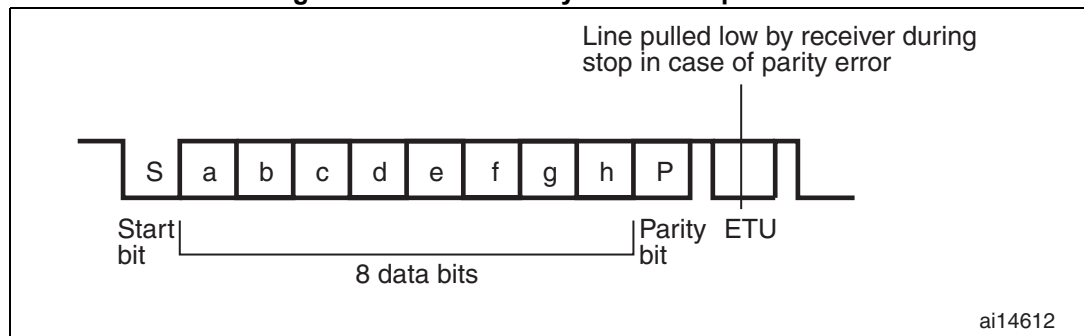 Line pulled low by receiver during
stop in case of parity error
S a b c d e f g h P
Start
bit
8 data bits
Parity
bit
ETU
ai14612